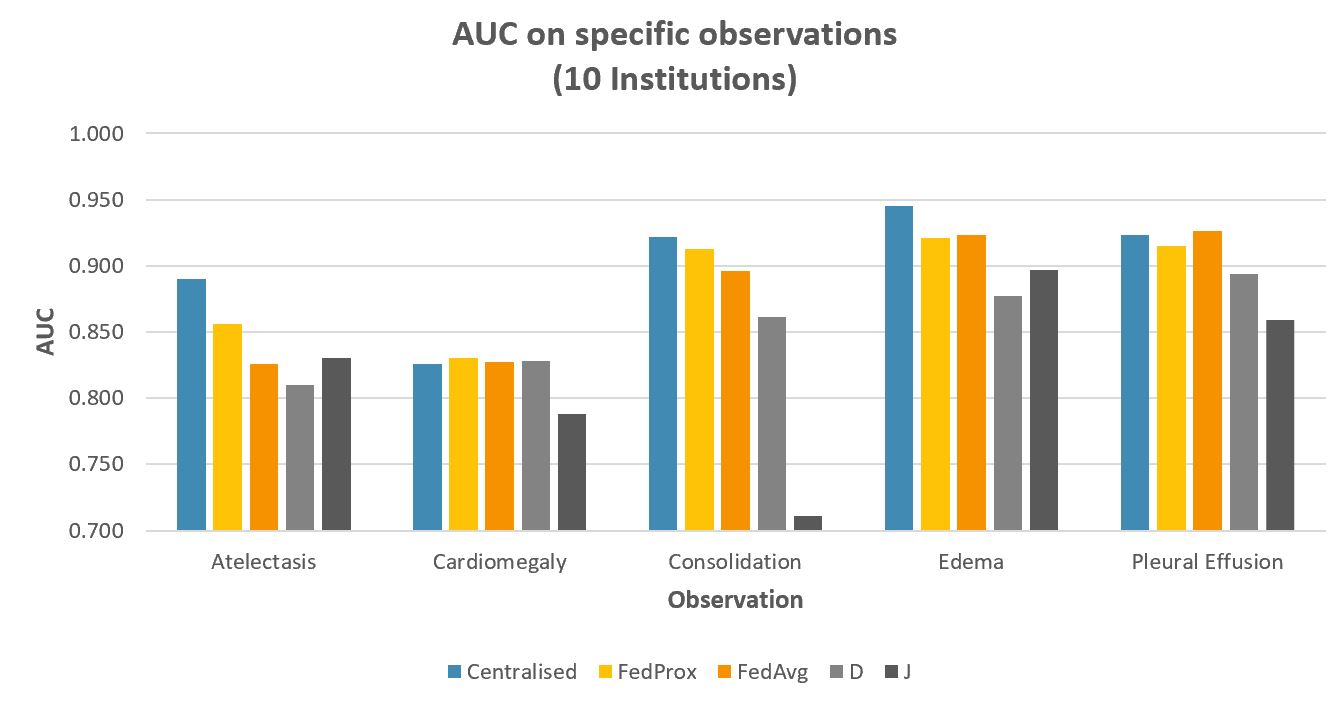 AUC on specific observations
(10 Institutions)
1.000
0.950
0.900
0.850
0.800
0.750
0.700
AUC
Atelectasis Cardiomegaly Consolidation Edema Pleural Effusion
Observation
Centralised FedProx FedAvg D J